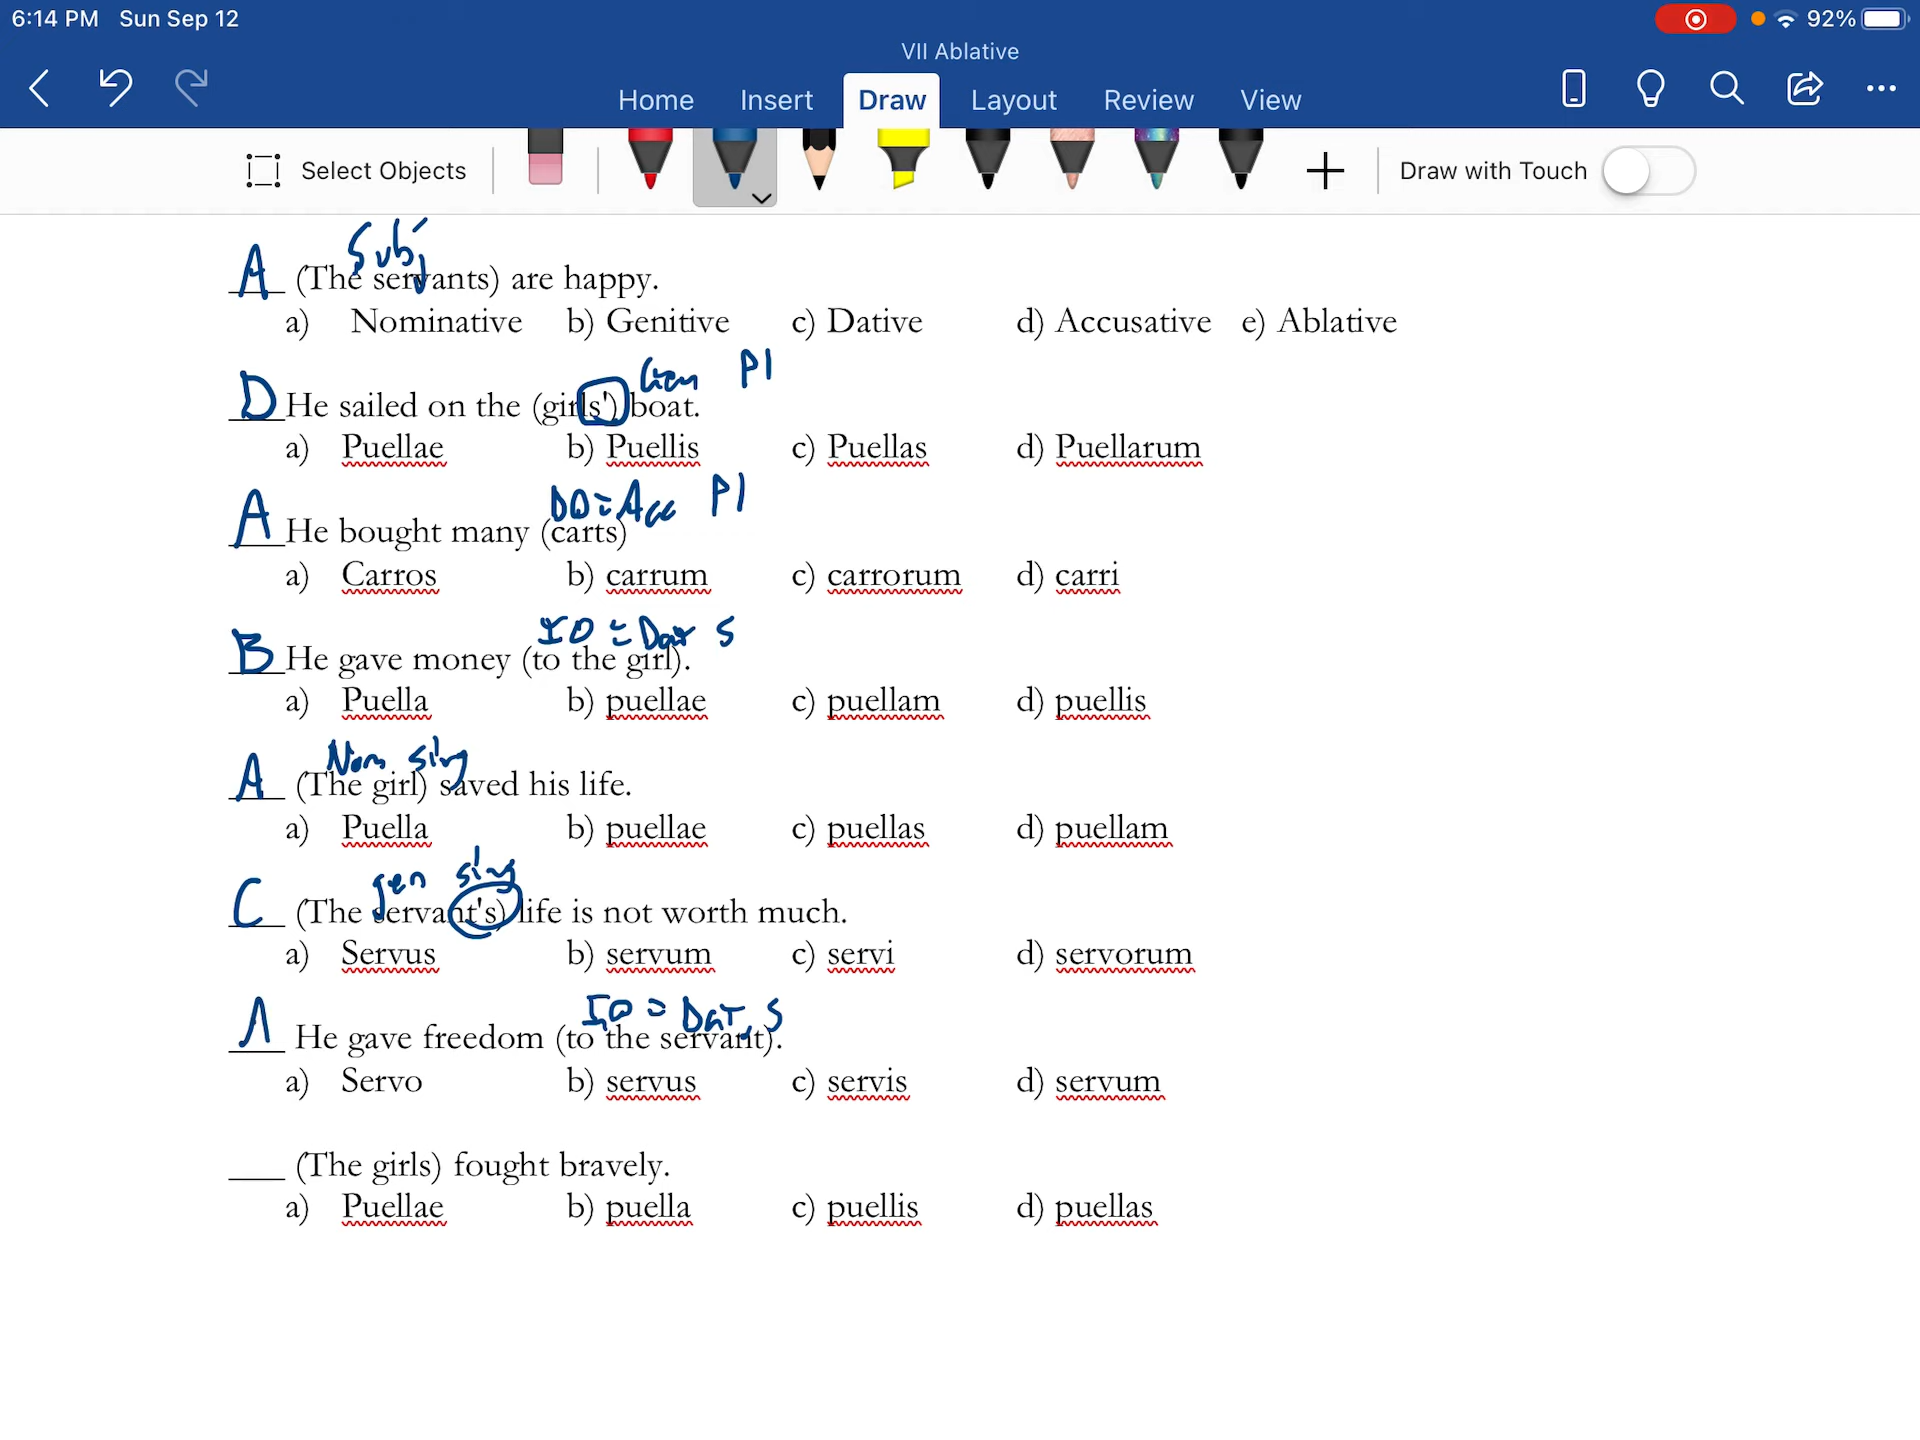 6:14 PM Sun Sep 12 92%
VII Ablative
Home Insert Draw Layout Review View
Select Objects Draw with Touch
Subj
A (The servants) are happy.
a) Nominative b) Genitive c) Dative d) Accusative e) Ablative
Gen Pl
D He sailed on the (girls') boat.
a) Puellae b) Puellis c) Puellas d) Puellarum
DO = Acc Pl
A He bought many (carts)
a) Carros b) carrum c) carrorum d) carri
IO = Dat S
B He gave money (to the girl).
a) Puella b) puellae c) puellam d) puellis
Nom sing
A (The girl) saved his life.
a) Puella b) puellae c) puellas d) puellam
gen sing
C (The servant's) life is not worth much.
a) Servus b) servum c) servi d) servorum
IO = Dat, S
A He gave freedom (to the servant).
a) Servo b) servus c) servis d) servum
___ (The girls) fought bravely.
a) Puellae b) puella c) puellis d) puellas